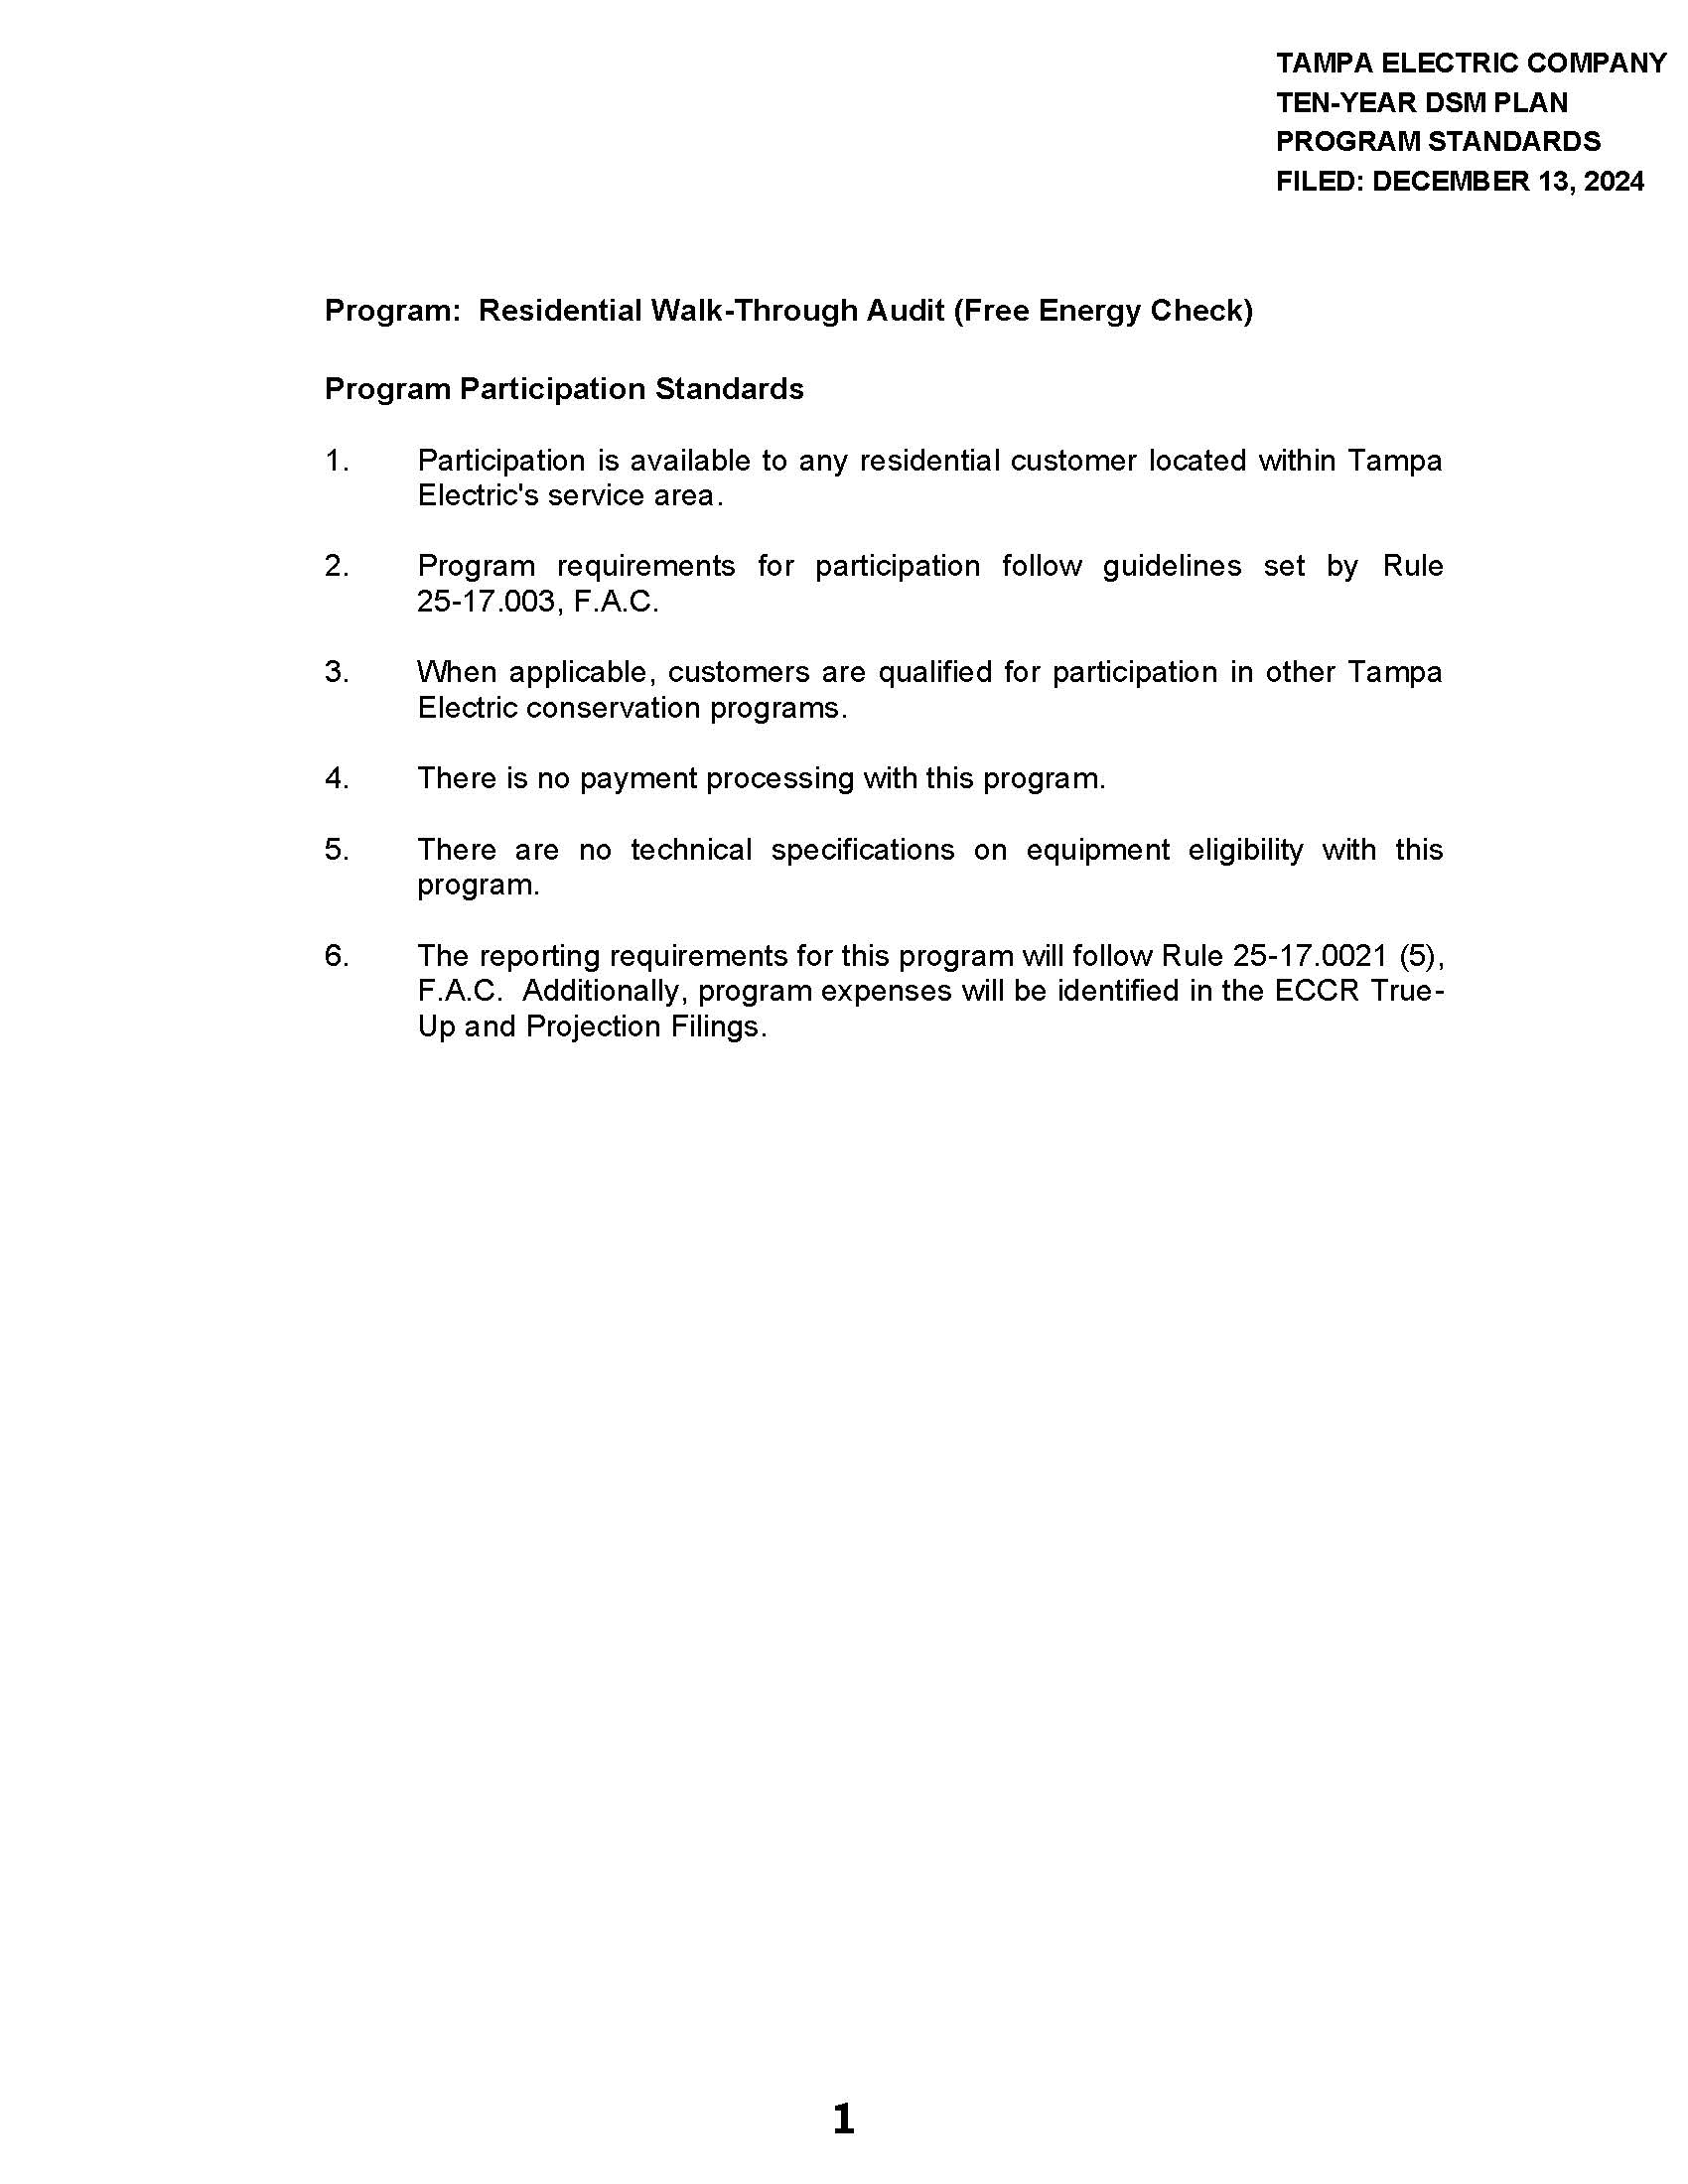 TAMPA ELECTRIC COMPANY
TEN-YEAR DSM PLAN
PROGRAM STANDARDS
FILED: DECEMBER 13, 2024
Program: Residential Walk-Through Audit (Free Energy Check)
Program Participation Standards
1. Participation is available to any residential customer located within Tampa
Electric's service area.
2. Program requirements for participation follow guidelines set by Rule
25-17.003, F.A.C.
3. When applicable, customers are qualified for participation in other Tampa
Electric conservation programs.
4. There is no payment processing with this program.
5. There are no technical specifications on equipment eligibility with this
program.
6. The reporting requirements for this program will follow Rule 25-17.0021 (5),
F.A.C. Additionally, program expenses will be identified in the ECCR True-
Up and Projection Filings.
1